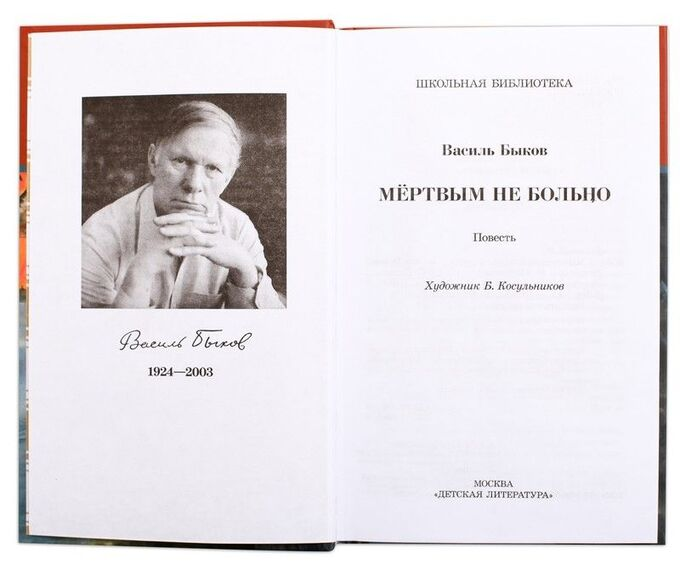 Василь Быков
1924—2003
ШКОЛЬНАЯ БИБЛИОТЕКА
Василь Быков
МЁРТВЫМ НЕ БОЛЬНО
Повесть
Художник Б. Косульников
МОСКВА
«ДЕТСКАЯ ЛИТЕРАТУРА»